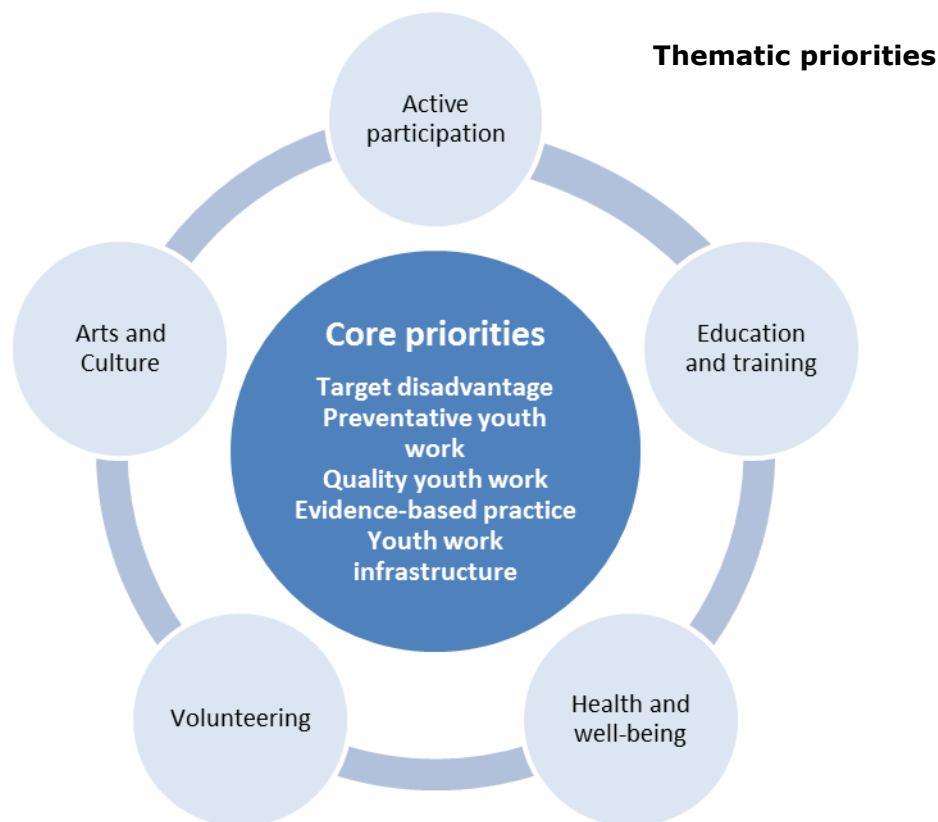 Thematic priorities
Active
participation
Arts and
Culture
Education
and training
Core priorities
Target disadvantage
Preventative youth
work
Quality youth work
Evidence-based practice
Youth work
infrastructure
Volunteering
Health and
well-being